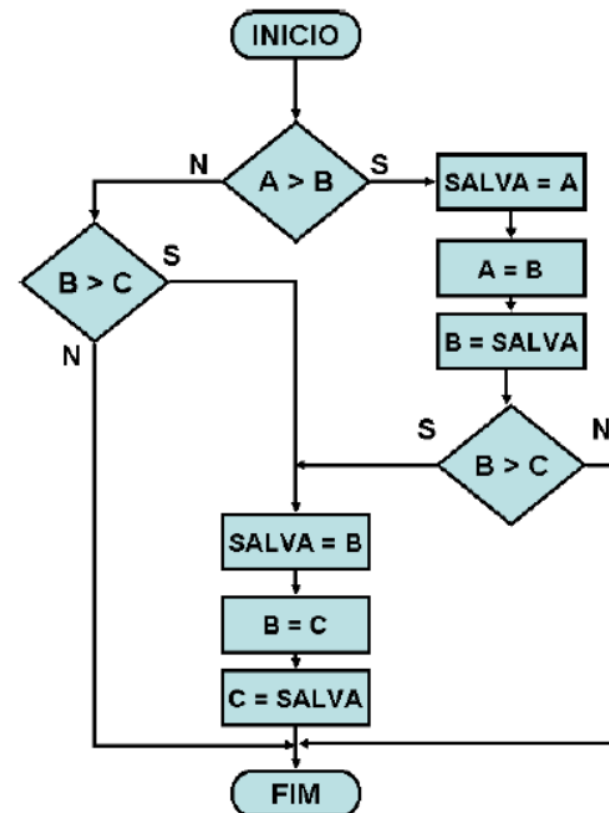 INICIO
N
A > B
S
SALVA = A
B > C
S
A = B
N
B = SALVA
S
B > C
N
SALVA = B
B = C
C = SALVA
FIM